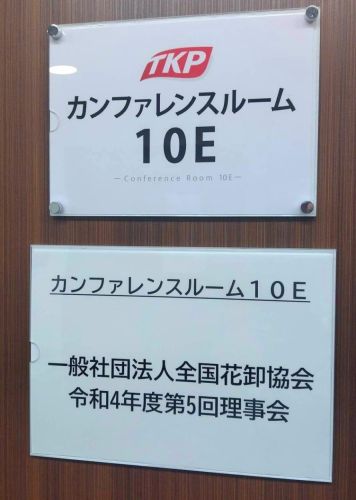 TKP
カンファレンスルーム
10E
─Conference Room 10E─
カンファレンスルーム１０Ｅ
一般社団法人全国花卸協会
令和4年度第5回理事会